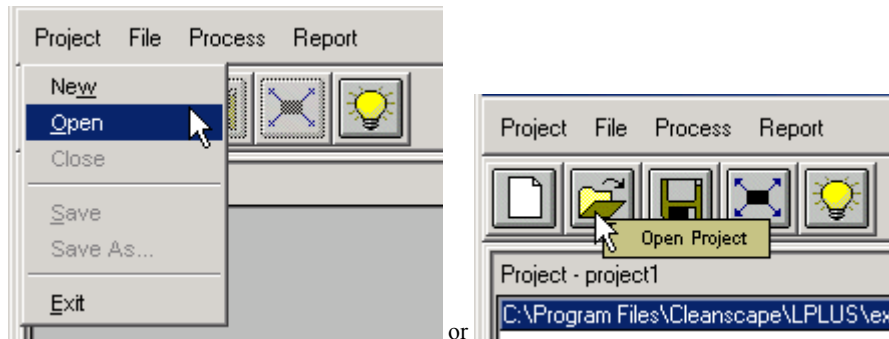 Project File Process Report
New
Open
Close
Save
Save As...
Exit
or
Project File Process Report
Open Project
Project - project1
C:\Program Files\Cleanscape\LPLUS\ex